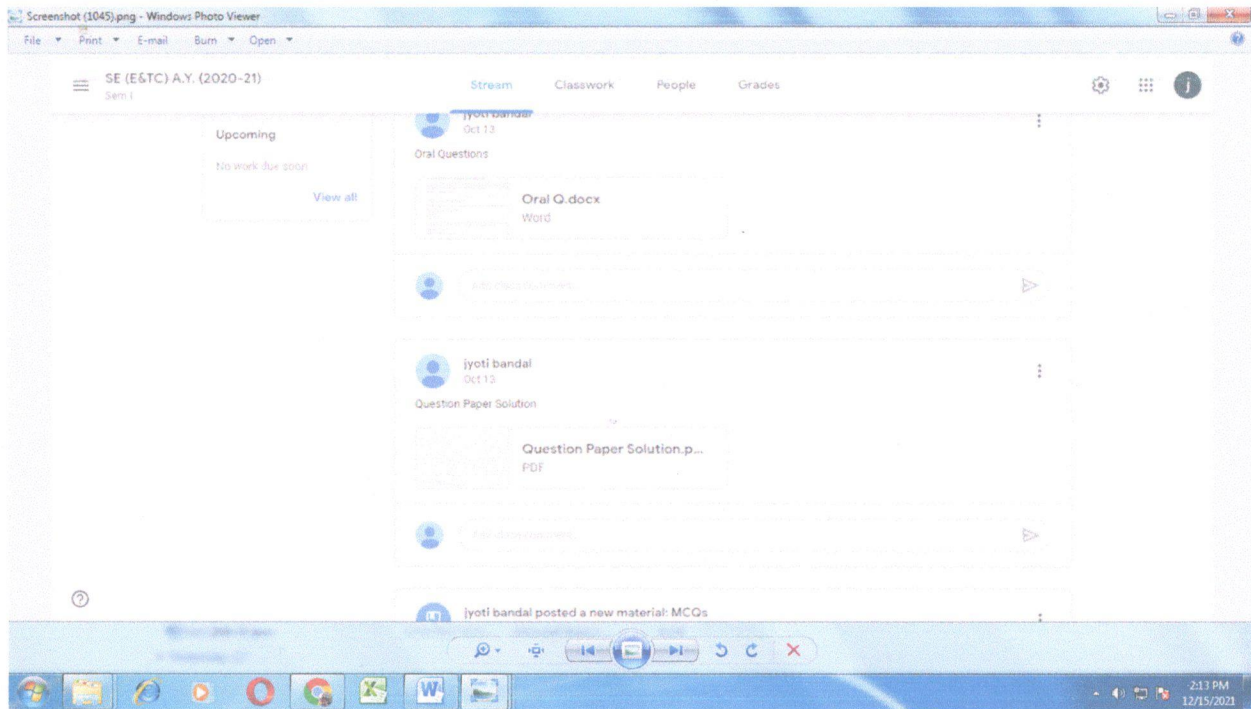 Screenshot (1045).png - Windows Photo Viewer
File Print E-mail Burn Open
SE (E&TC) A.Y. (2020-21)
Sem I
Stream Classwork People Grades
j
Upcoming
No work due soon
View all
jyoti bandal
Oct 13
Oral Questions
Oral Q.docx
Word
jyoti bandal
Oct 13
Question Paper Solution
Question Paper Solution.p...
PDF
jyoti bandal posted a new material: MCQs
2:13 PM
12/15/2021